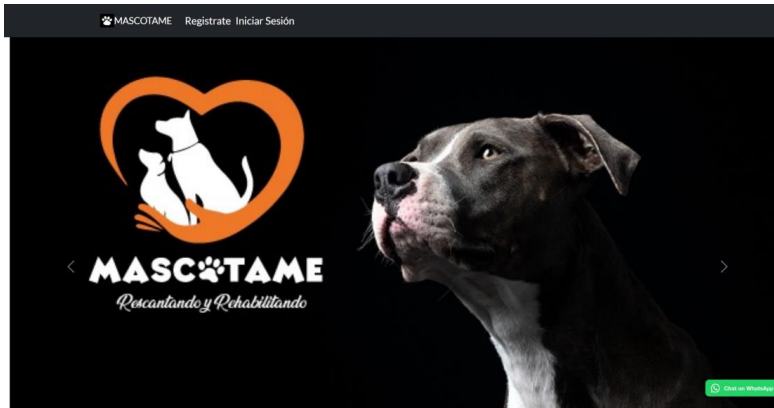 MASCOTAME Registrate Iniciar Sesión
MASCOTAME
Rescantando y Rehabilitando
Chat on WhatsApp